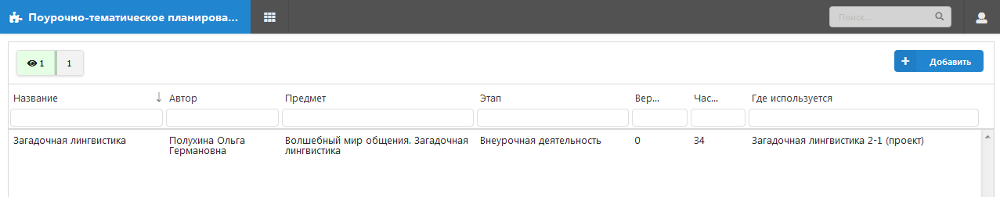 Поурочно-тематическое планирова...
Поиск...
1
1
Добавить
Название
Автор
Предмет
Этап
Вер...
Час...
Где используется
Загадочная лингвистика
Полухина Ольга
Германовна
Волшебный мир общения. Загадочная
лингвистика
Внеурочная деятельность
0
34
Загадочная лингвистика 2-1 (проект)